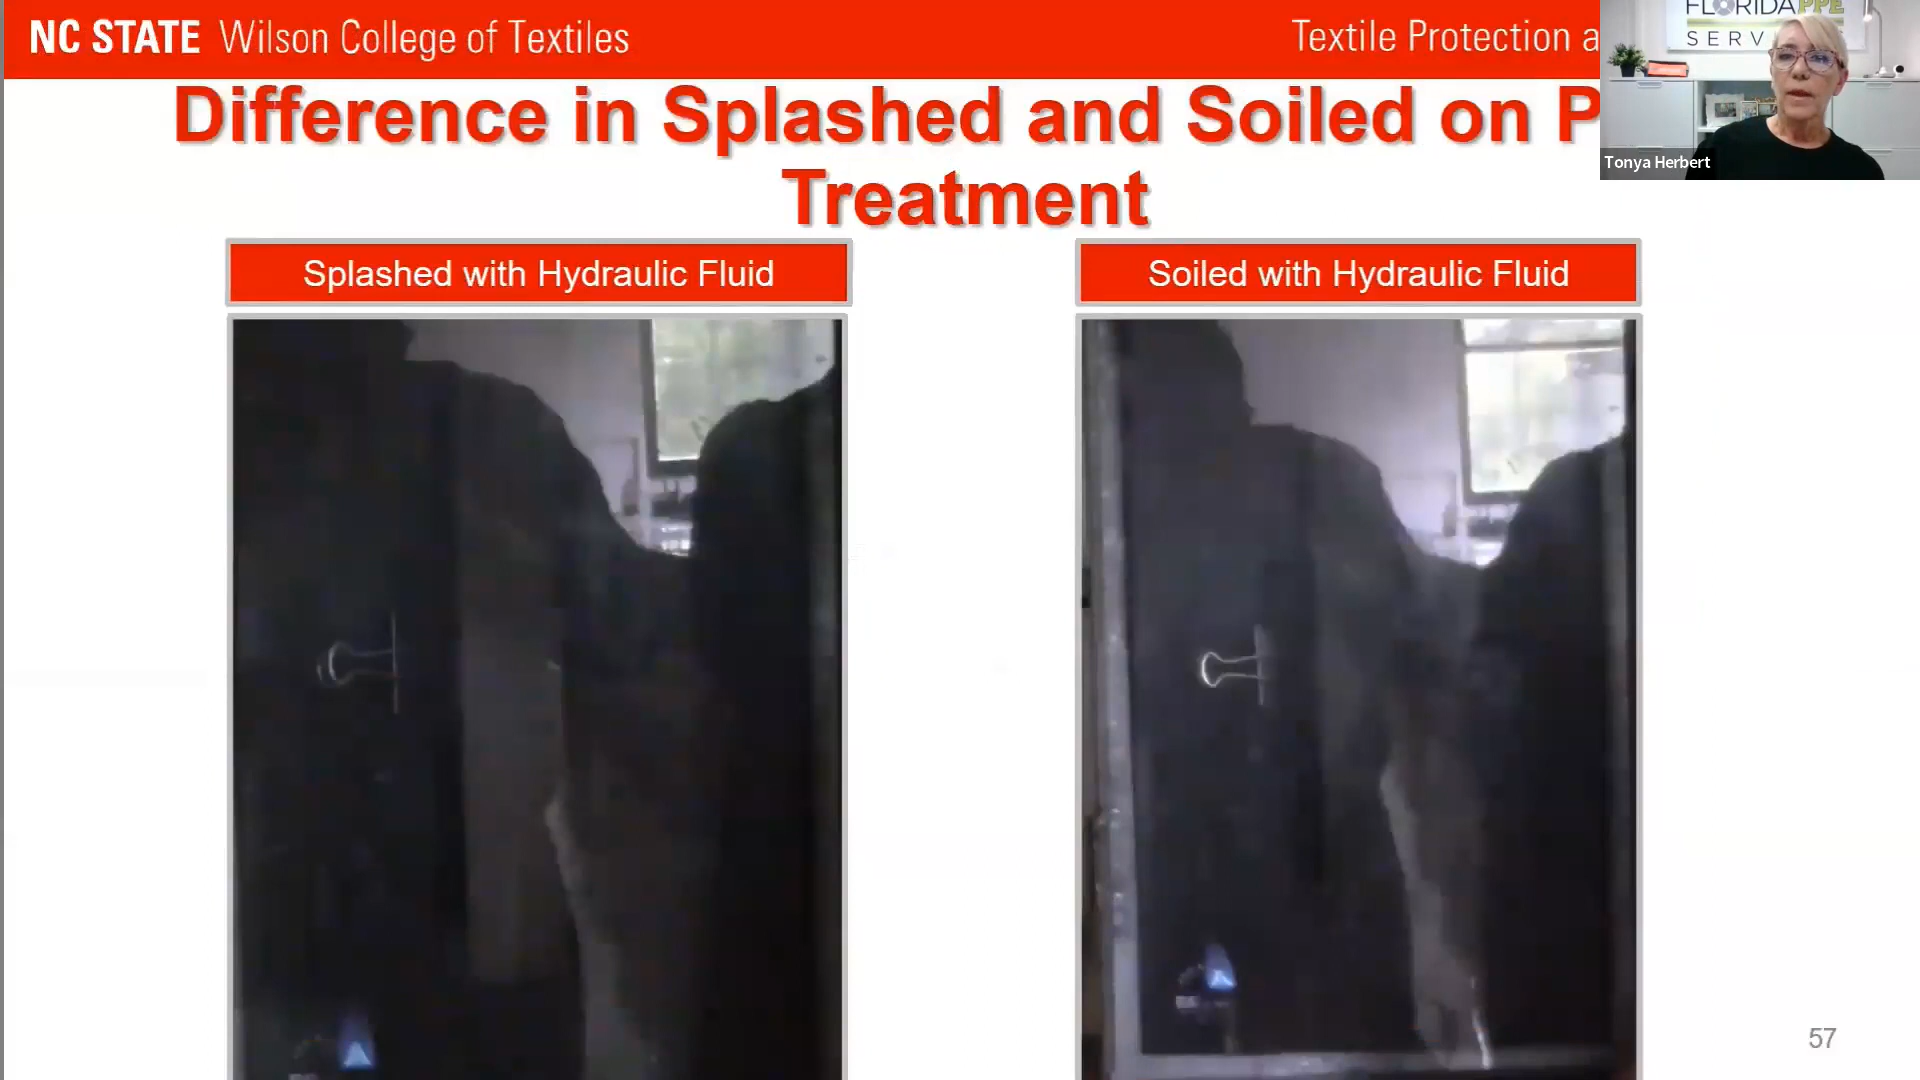 NC STATE Wilson College of Textiles
Textile Protection
FLORIDAPPE
SERV
Tonya Herbert
Difference in Splashed and Soiled on
Treatment
Splashed with Hydraulic Fluid
Soiled with Hydraulic Fluid
57